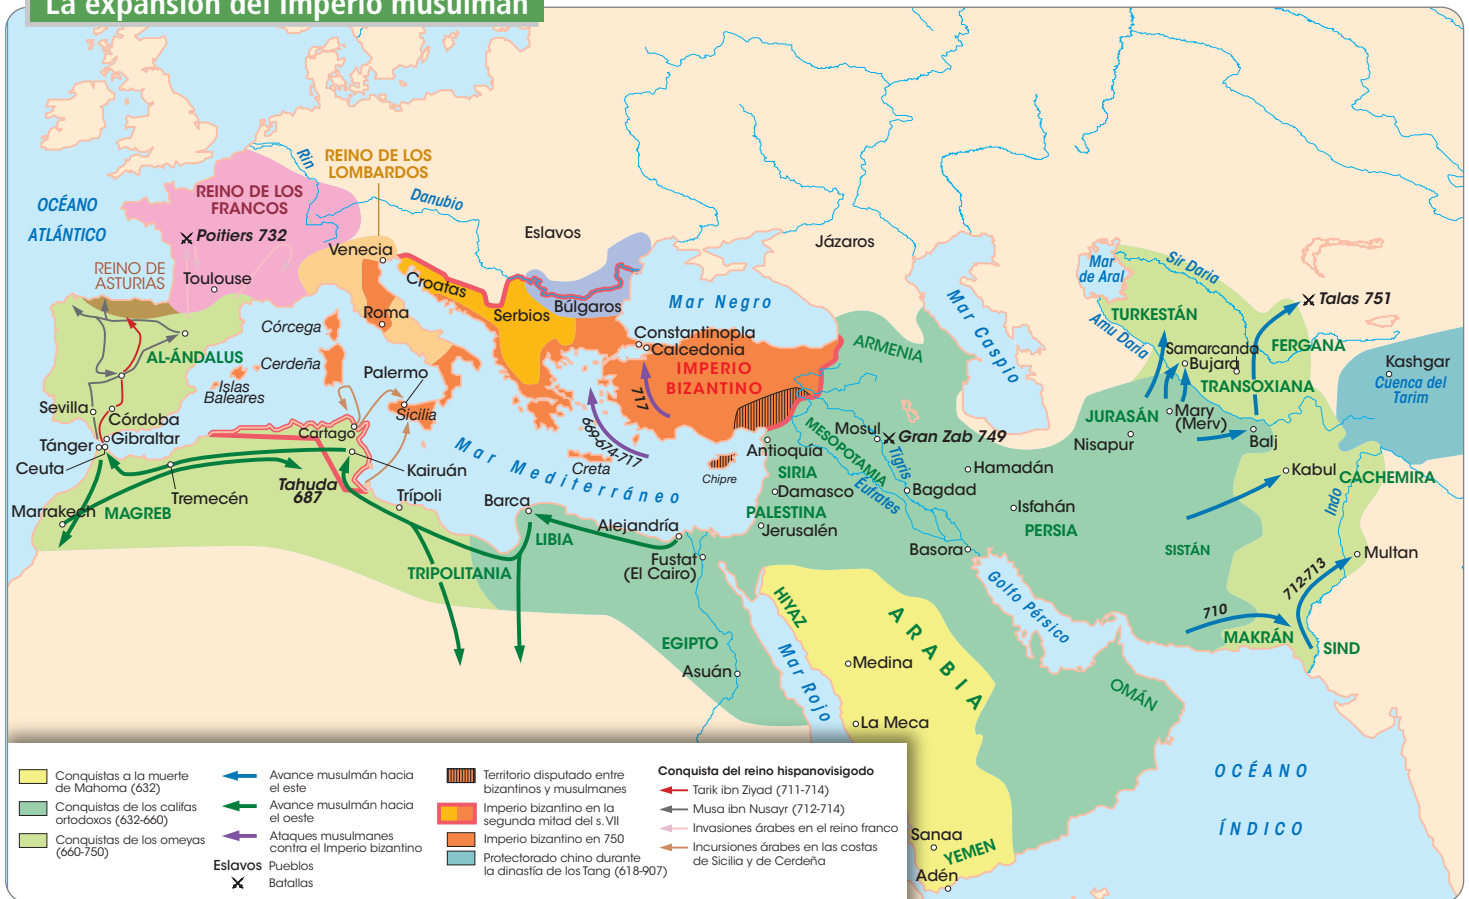 La expansión del Imperio musulmán
REINO DE LOS
LOMBARDOS
Rin
REINO DE LOS
FRANCOS
Danubio
OCÉANO
ATLÁNTICO
Poitiers 732
Eslavos
Jázaros
Venecia
REINO DE
ASTURIAS
Toulouse
Croatas
Serbios
Búlgaros
Mar Negro
Mar Caspio
Mar
de Aral
Sir Daria
Amu Daria
Talas 751
TURKESTÁN
FERGANA
Samarcanda
Bujará
TRANSOXIANA
Kashgar
Cuenca del
Tarim
Roma
Córcega
Cerdeña
Islas
Baleares
AL-ÁNDALUS
Constantinopla
Calcedonia
IMPERIO
BIZANTINO
ARMENIA
Palermo
Sicilia
717
669-674-717
Sevilla
Córdoba
Gibraltar
Tánger
Ceuta
Cartago
Kairuán
Tahuda
687
Tremecén
Marrakech
MAGREB
Trípoli
Mar Mediterráneo
Creta
Chipre
Antioquía
SIRIA
Damasco
PALESTINA
Jerusalén
MESOPOTAMIA
Mosul
Gran Zab 749
Tigris
Éufrates
Bagdad
Hamadán
Isfahán
PERSIA
Basora
JURASÁN
Mary
(Merv)
Nisapur
Balj
Kabul
CACHEMIRA
Indo
SISTÁN
Multan
712-713
710
MAKRÁN
SIND
Barca
LIBIA
Alejandría
Fustat
(El Cairo)
TRIPOLITANIA
EGIPTO
Asuán
HIYAZ
ARABIA
Golfo Pérsico
Mar Rojo
Medina
La Meca
OMÁN
OCÉANO
ÍNDICO
Sanaa
YEMEN
Adén
Conquistas a la muerte
de Mahoma (632)
Conquistas de los califas
ortodoxos (632-660)
Conquistas de los omeyas
(660-750)
Avance musulmán hacia
el este
Avance musulmán hacia
el oeste
Ataques musulmanes
contra el Imperio bizantino
Eslavos Pueblos
Batallas
Territorio disputado entre
bizantinos y musulmanes
Imperio bizantino en la
segunda mitad del s. VII
Imperio bizantino en 750
Protectorado chino durante
la dinastía de los Tang (618-907)
Conquista del reino hispanovisigodo
Tarik ibn Ziyad (711-714)
Musa ibn Nusayr (712-714)
Invasiones árabes en el reino franco
Incursiones árabes en las costas
de Sicilia y de Cerdeña